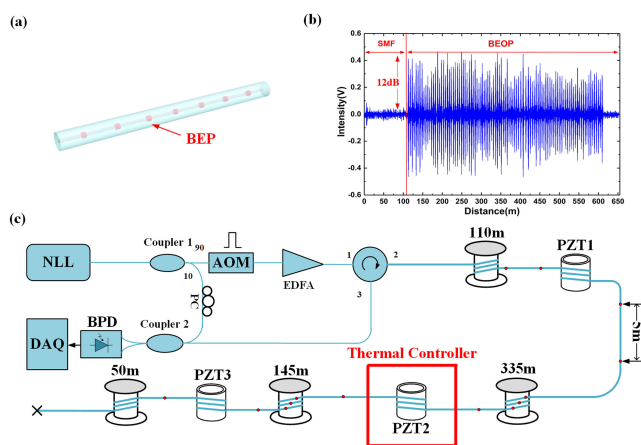 (a)
BEP
(b)
SMF
BEOP
12dB
Intensity(V)
0.6
0.4
0.2
0.0
-0.2
-0.4
-0.6
0 50 100 150 200 250 300 350 400 450 500 550 600 650
Distance(m)
(c)
NLL
Coupler 1
90
10
AOM
EDFA
1
2
3
110m
PZT1
PC
5m
DAQ
BPD
Coupler 2
Thermal Controller
50m
PZT3
145m
PZT2
335m